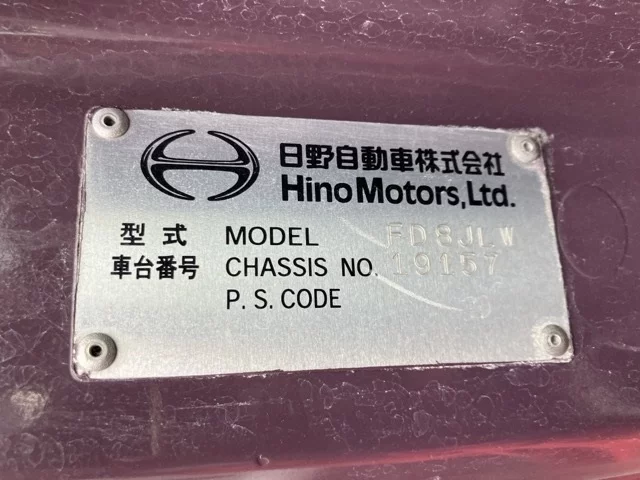 日野自動車株式会社
Hino Motors, Ltd.
型式 MODEL FD8JLW
車台番号 CHASSIS NO. 19157
P. S. CODE